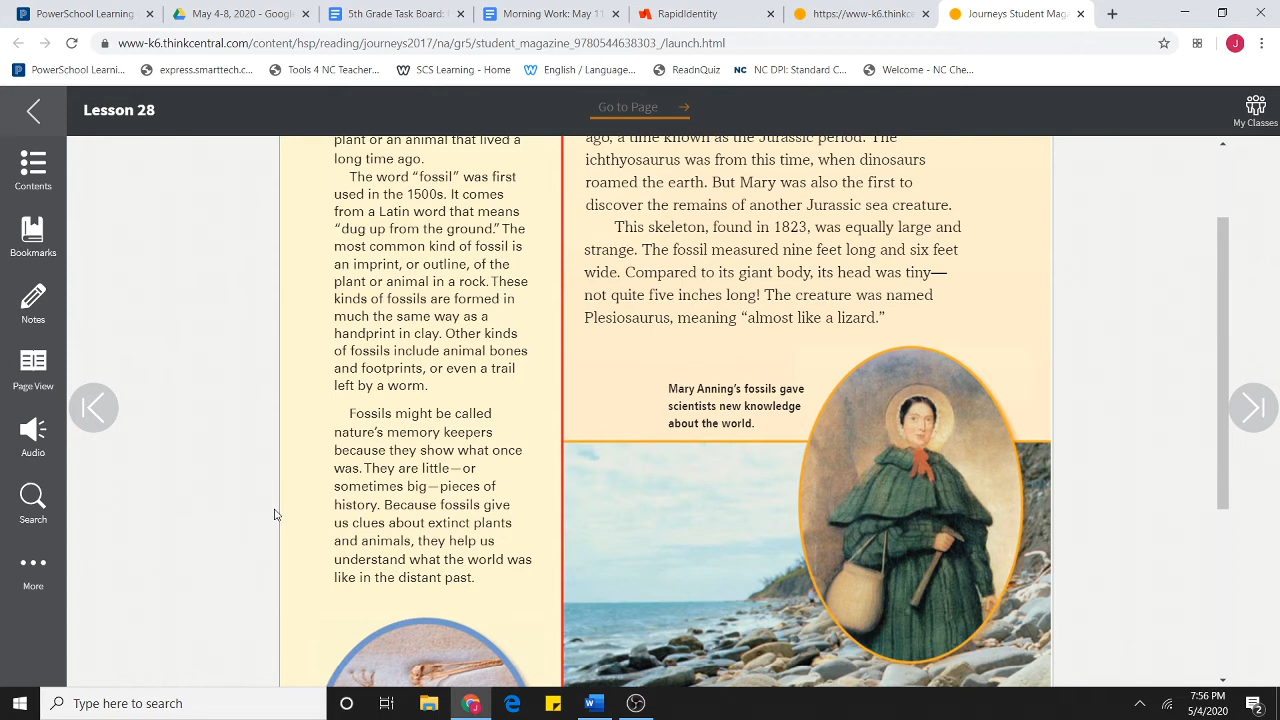 PowerSchool Learning
May 4-8, 2020 - Googl
5th Grade Task Board:
Morning Work: May 11
RapidIdenti
https://www-k6.thinkce
Journeys Student Mag
www-k6.thinkcentral.com/content/hsp/reading/journeys2017/na/gr5/student_magazine_9780544638303_/launch.html
J
PowerSchool Learni...
express.smarttech...
Tools 4 NC Teacher...
SCS Learning - Home
English / Language...
ReadnQuiz
NC DPI: Standard C...
Welcome - NC Che...
Lesson 28
Go to Page
My Classes
Contents
Bookmarks
Notes
Page View
Audio
Search
More
plant or an animal that lived a
long time ago.
The word “fossil” was first
used in the 1500s. It comes
from a Latin word that means
“dug up from the ground.” The
most common kind of fossil is
an imprint, or outline, of the
plant or animal in a rock. These
kinds of fossils are formed in
much the same way as a
handprint in clay. Other kinds
of fossils include animal bones
and footprints, or even a trail
left by a worm.
Fossils might be called
nature’s memory keepers
because they show what once
was. They are little—or
sometimes big—pieces of
history. Because fossils give
us clues about extinct plants
and animals, they help us
understand what the world was
like in the distant past.
ago, a time known as the Jurassic period. The
ichthyosaurus was from this time, when dinosaurs
roamed the earth. But Mary was also the first to
discover the remains of another Jurassic sea creature.
This skeleton, found in 1823, was equally large and
strange. The fossil measured nine feet long and six feet
wide. Compared to its giant body, its head was tiny—
not quite five inches long! The creature was named
Plesiosaurus, meaning “almost like a lizard.”
Mary Anning’s fossils gave
scientists new knowledge
about the world.
Type here to search
7:56 PM
5/4/2020
2